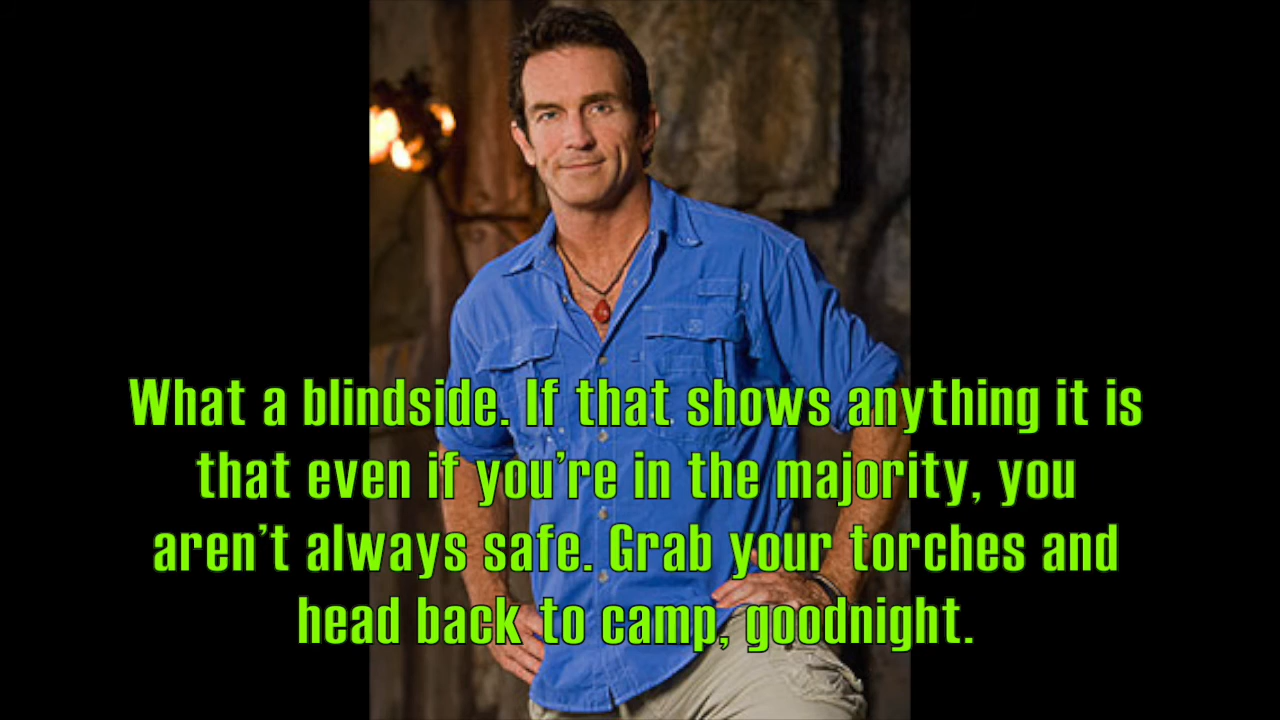 What a blindside. If that shows anything it is
that even if you’re in the majority, you
aren’t always safe. Grab your torches and
head back to camp, goodnight.